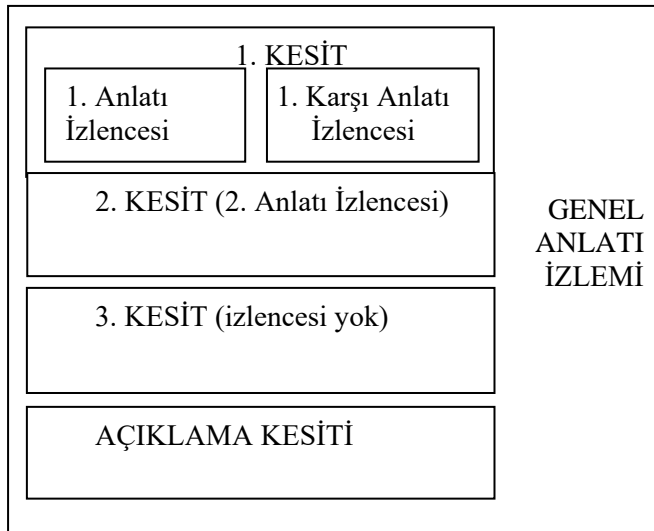 1. KESİT
1. Anlatı
İzlencesi
1. Karşı Anlatı
İzlencesi
2. KESİT (2. Anlatı İzlencesi)
3. KESİT (izlencesi yok)
AÇIKLAMA KESİTİ
GENEL
ANLATI
İZLEMİ